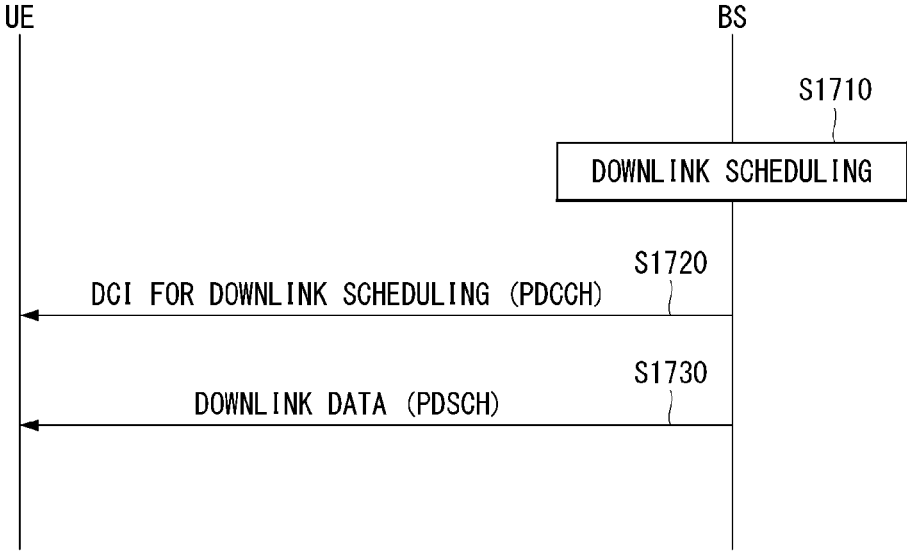 UE
BS
S1710
DOWNLINK SCHEDULING
S1720
DCI FOR DOWNLINK SCHEDULING (PDCCH)
S1730
DOWNLINK DATA (PDSCH)